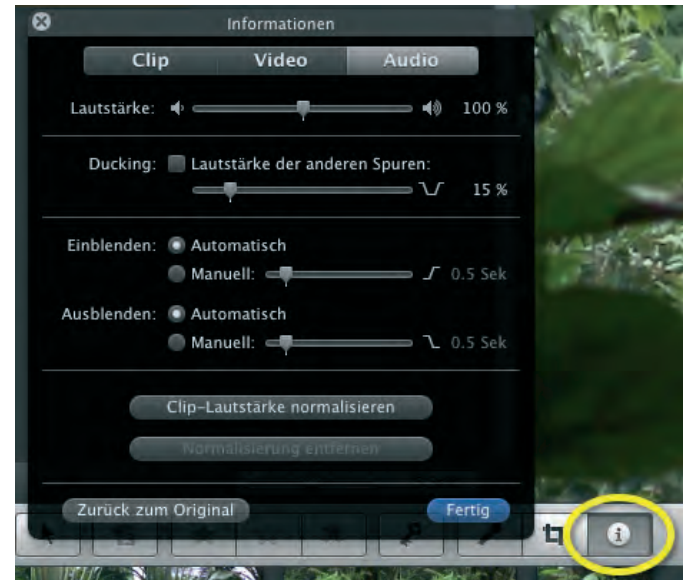 Informationen
Clip Video Audio
Lautstärke: 100 %
Ducking: Lautstärke der anderen Spuren:
15 %
Einblenden: Automatisch
Manuell: 0.5 Sek
Ausblenden: Automatisch
Manuell: 0.5 Sek
Clip-Lautstärke normalisieren
Normalisierung entfernen
Zurück zum Original Fertig